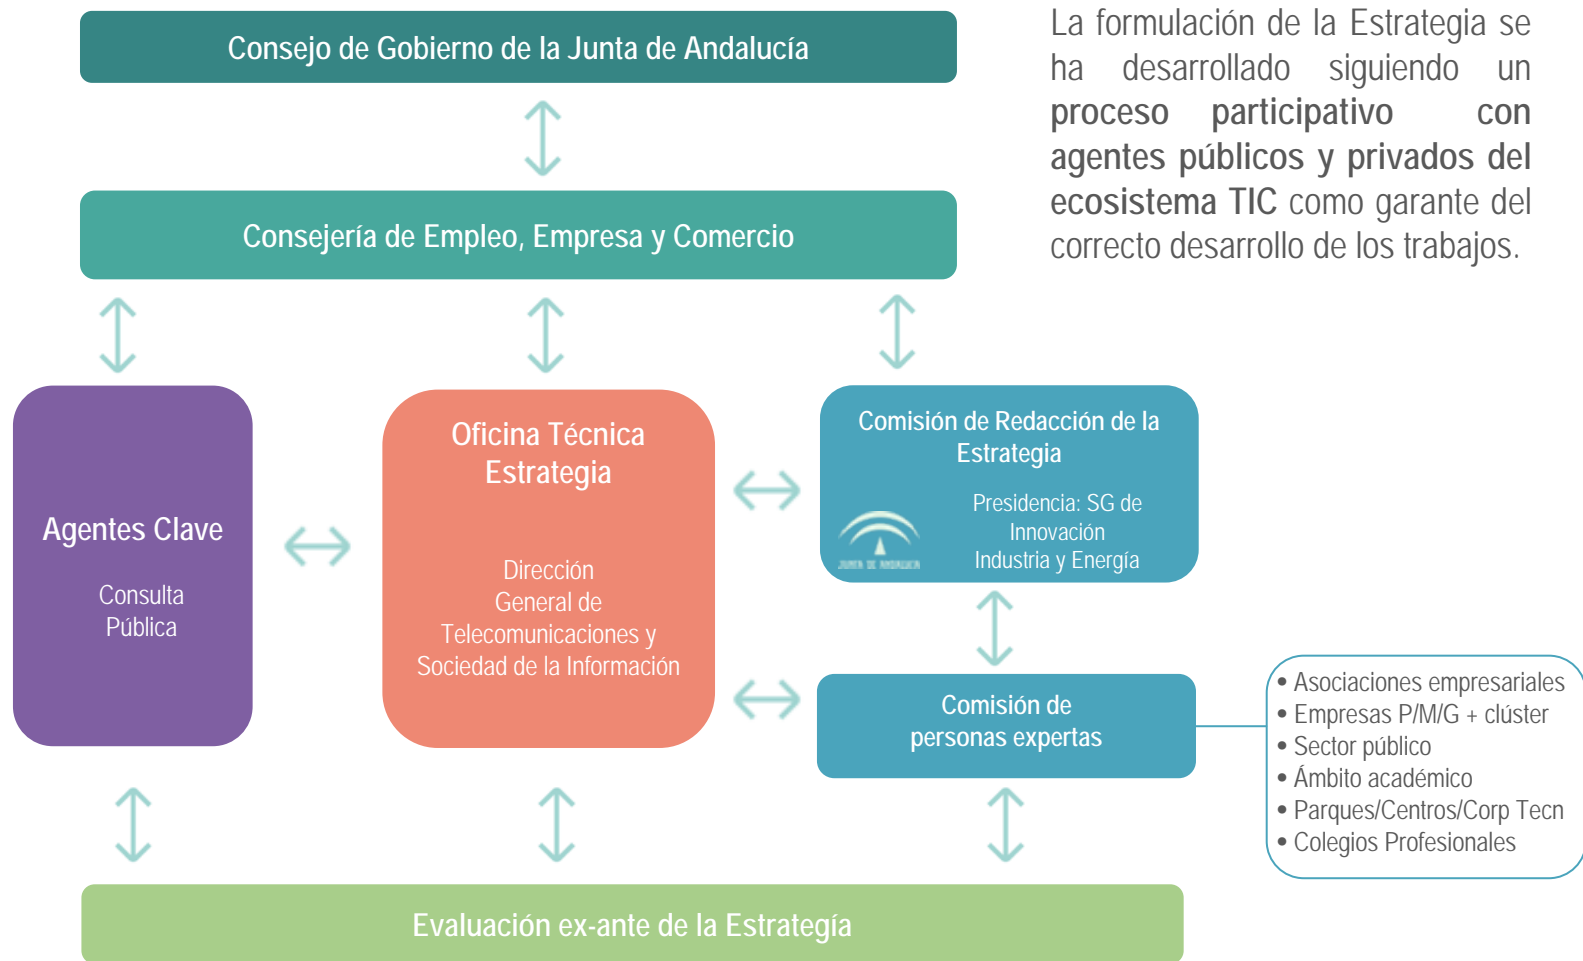 Consejo de Gobierno de la Junta de Andalucía
La formulación de la Estrategia se
ha desarrollado siguiendo un
proceso participativo con
agentes públicos y privados del
ecosistema TIC como garante del
correcto desarrollo de los trabajos.
Consejería de Empleo, Empresa y Comercio
Agentes Clave
Consulta
Pública
Oficina Técnica
Estrategia
Dirección
General de
Telecomunicaciones y
Sociedad de la Información
Comisión de Redacción de la
Estrategia
Presidencia: SG de
Innovación
Industria y Energía
JUNTA DE ANDALUCIA
Comisión de
personas expertas
• Asociaciones empresariales
• Empresas P/M/G + clúster
• Sector público
• Ámbito académico
• Parques/Centros/Corp Tecn
• Colegios Profesionales
Evaluación ex-ante de la Estrategía